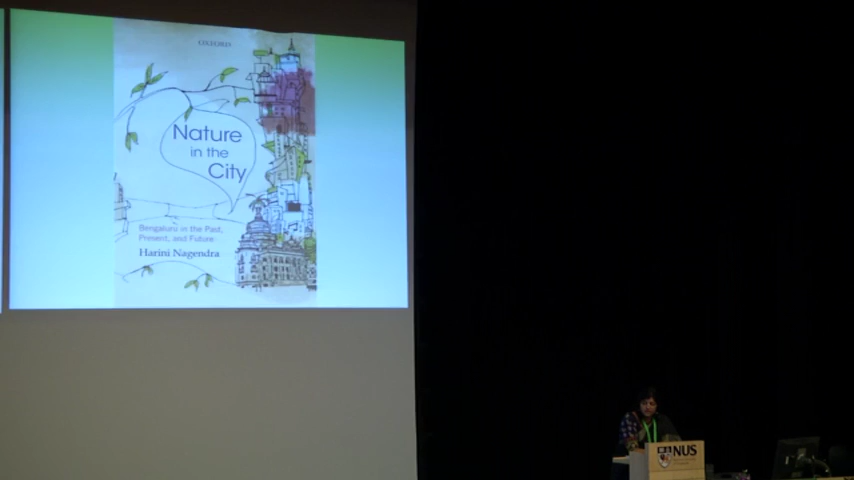 OXFORD
Nature
in the
City
Bengaluru in the Past,
Present, and Future
Harini Nagendra
NUS